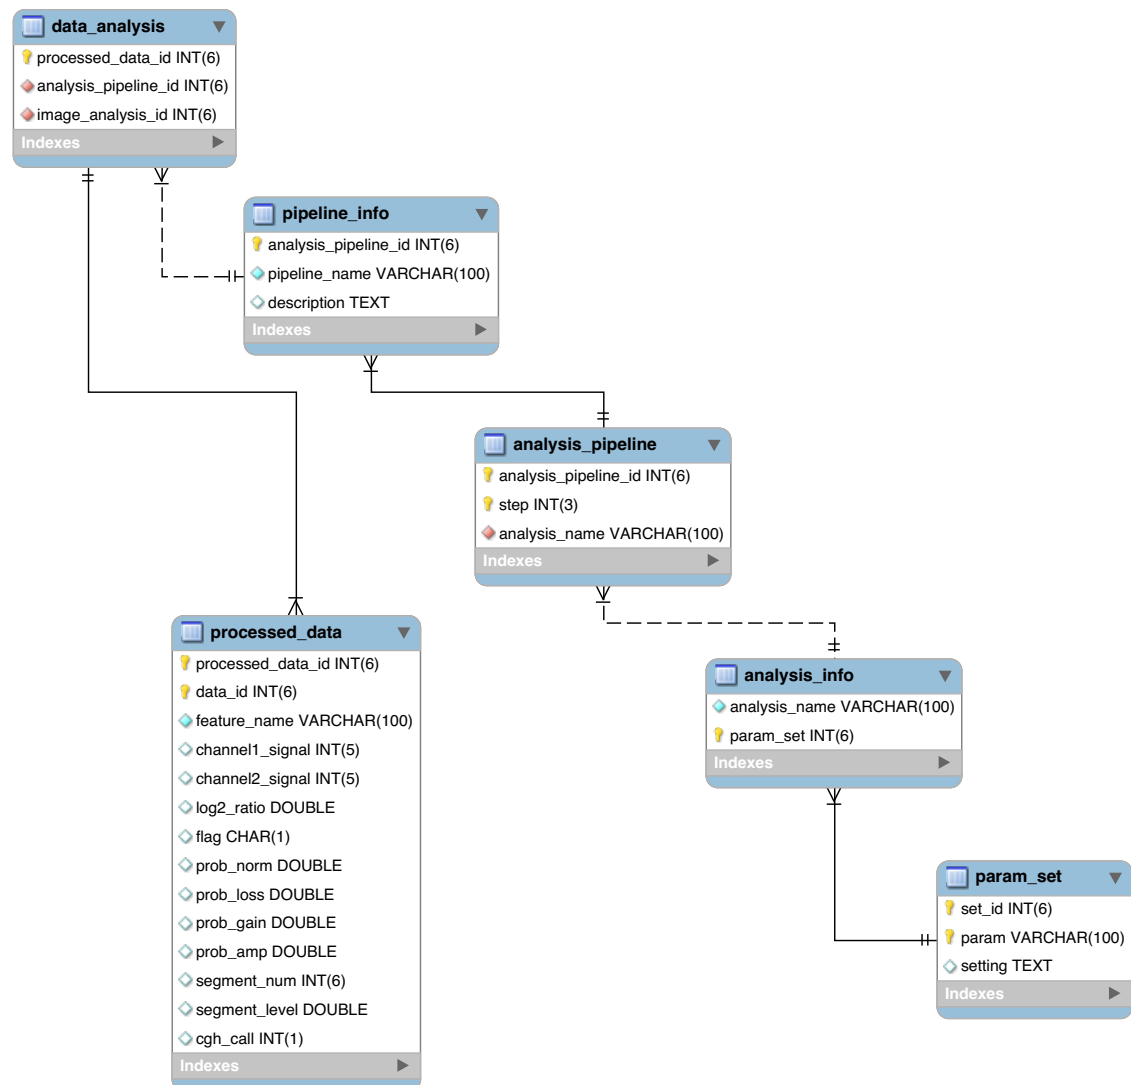 data_analysis
processed_data_id INT(6)
analysis_pipeline_id INT(6)
image_analysis_id INT(6)
Indexes
pipeline_info
analysis_pipeline_id INT(6)
pipeline_name VARCHAR(100)
description TEXT
Indexes
analysis_pipeline
analysis_pipeline_id INT(6)
step INT(3)
analysis_name VARCHAR(100)
Indexes
processed_data
processed_data_id INT(6)
data_id INT(6)
feature_name VARCHAR(100)
channel1_signal INT(5)
channel2_signal INT(5)
log2_ratio DOUBLE
flag CHAR(1)
prob_norm DOUBLE
prob_loss DOUBLE
prob_gain DOUBLE
prob_amp DOUBLE
segment_num INT(6)
segment_level DOUBLE
cgh_call INT(1)
Indexes
analysis_info
analysis_name VARCHAR(100)
param_set INT(6)
Indexes
param_set
set_id INT(6)
param VARCHAR(100)
setting TEXT
Indexes